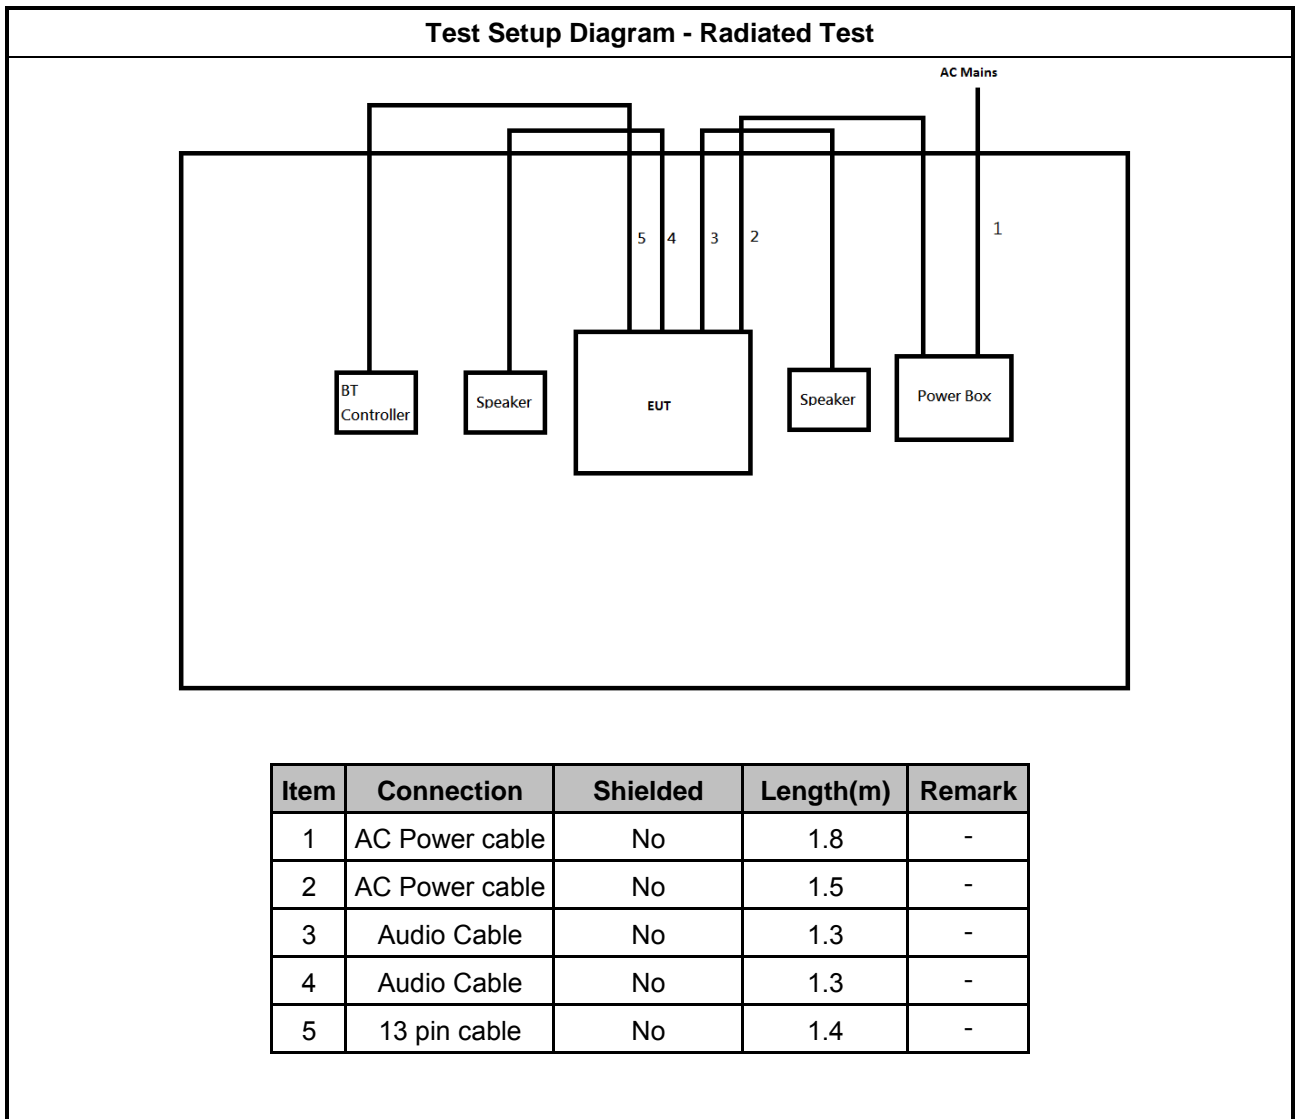 Test Setup Diagram - Radiated Test
AC Mains
1
5 4 3 2
BT
Controller
Speaker
EUT
Speaker
Power Box
Item Connection Shielded Length(m) Remark
1 AC Power cable No 1.8 -
2 AC Power cable No 1.5 -
3 Audio Cable No 1.3 -
4 Audio Cable No 1.3 -
5 13 pin cable No 1.4 -